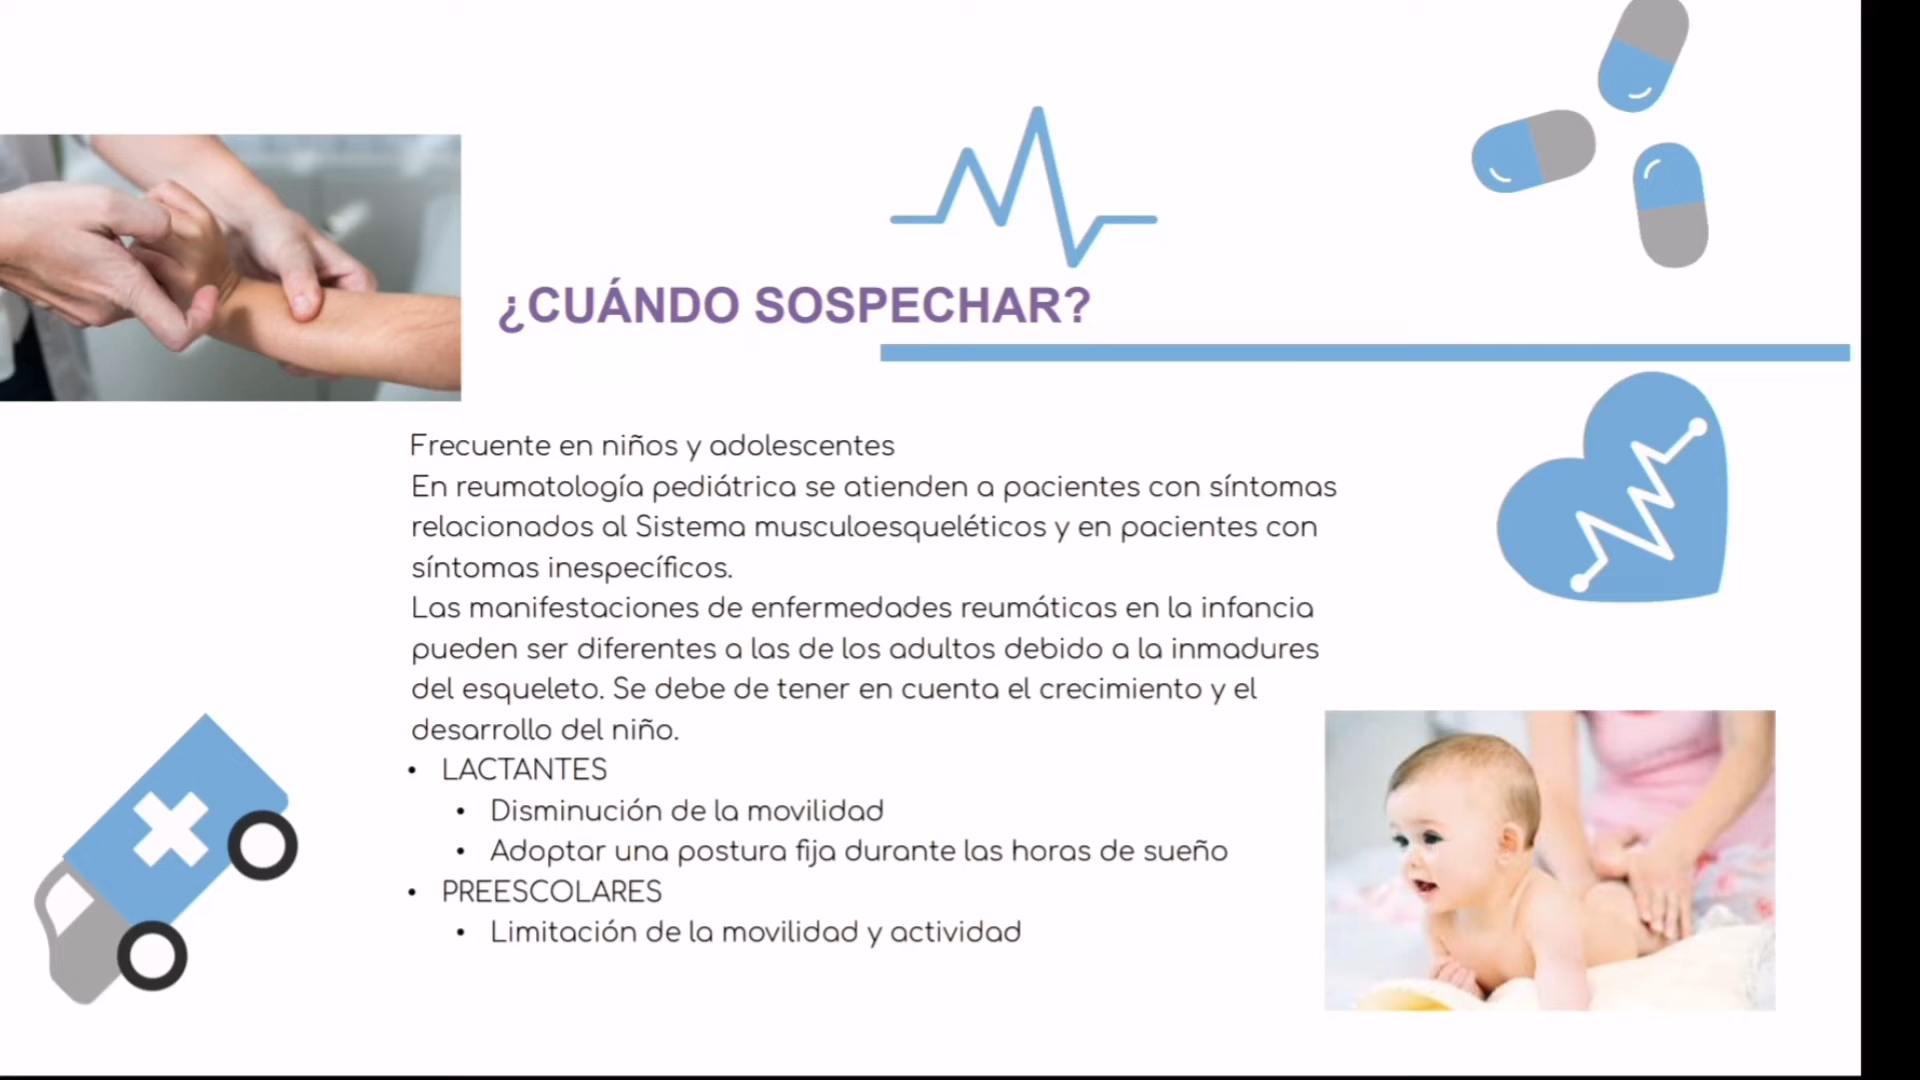 ¿CUÁNDO SOSPECHAR?
Frecuente en niños y adolescentes
En reumatología pediátrica se atienden a pacientes con síntomas
relacionados al Sistema musculoesqueléticos y en pacientes con
síntomas inespecíficos.
Las manifestaciones de enfermedades reumáticas en la infancia
pueden ser diferentes a las de los adultos debido a la inmadures
del esqueleto. Se debe de tener en cuenta el crecimiento y el
desarrollo del niño.
• LACTANTES
• Disminución de la movilidad
• Adoptar una postura fija durante las horas de sueño
• PREESCOLARES
• Limitación de la movilidad y actividad